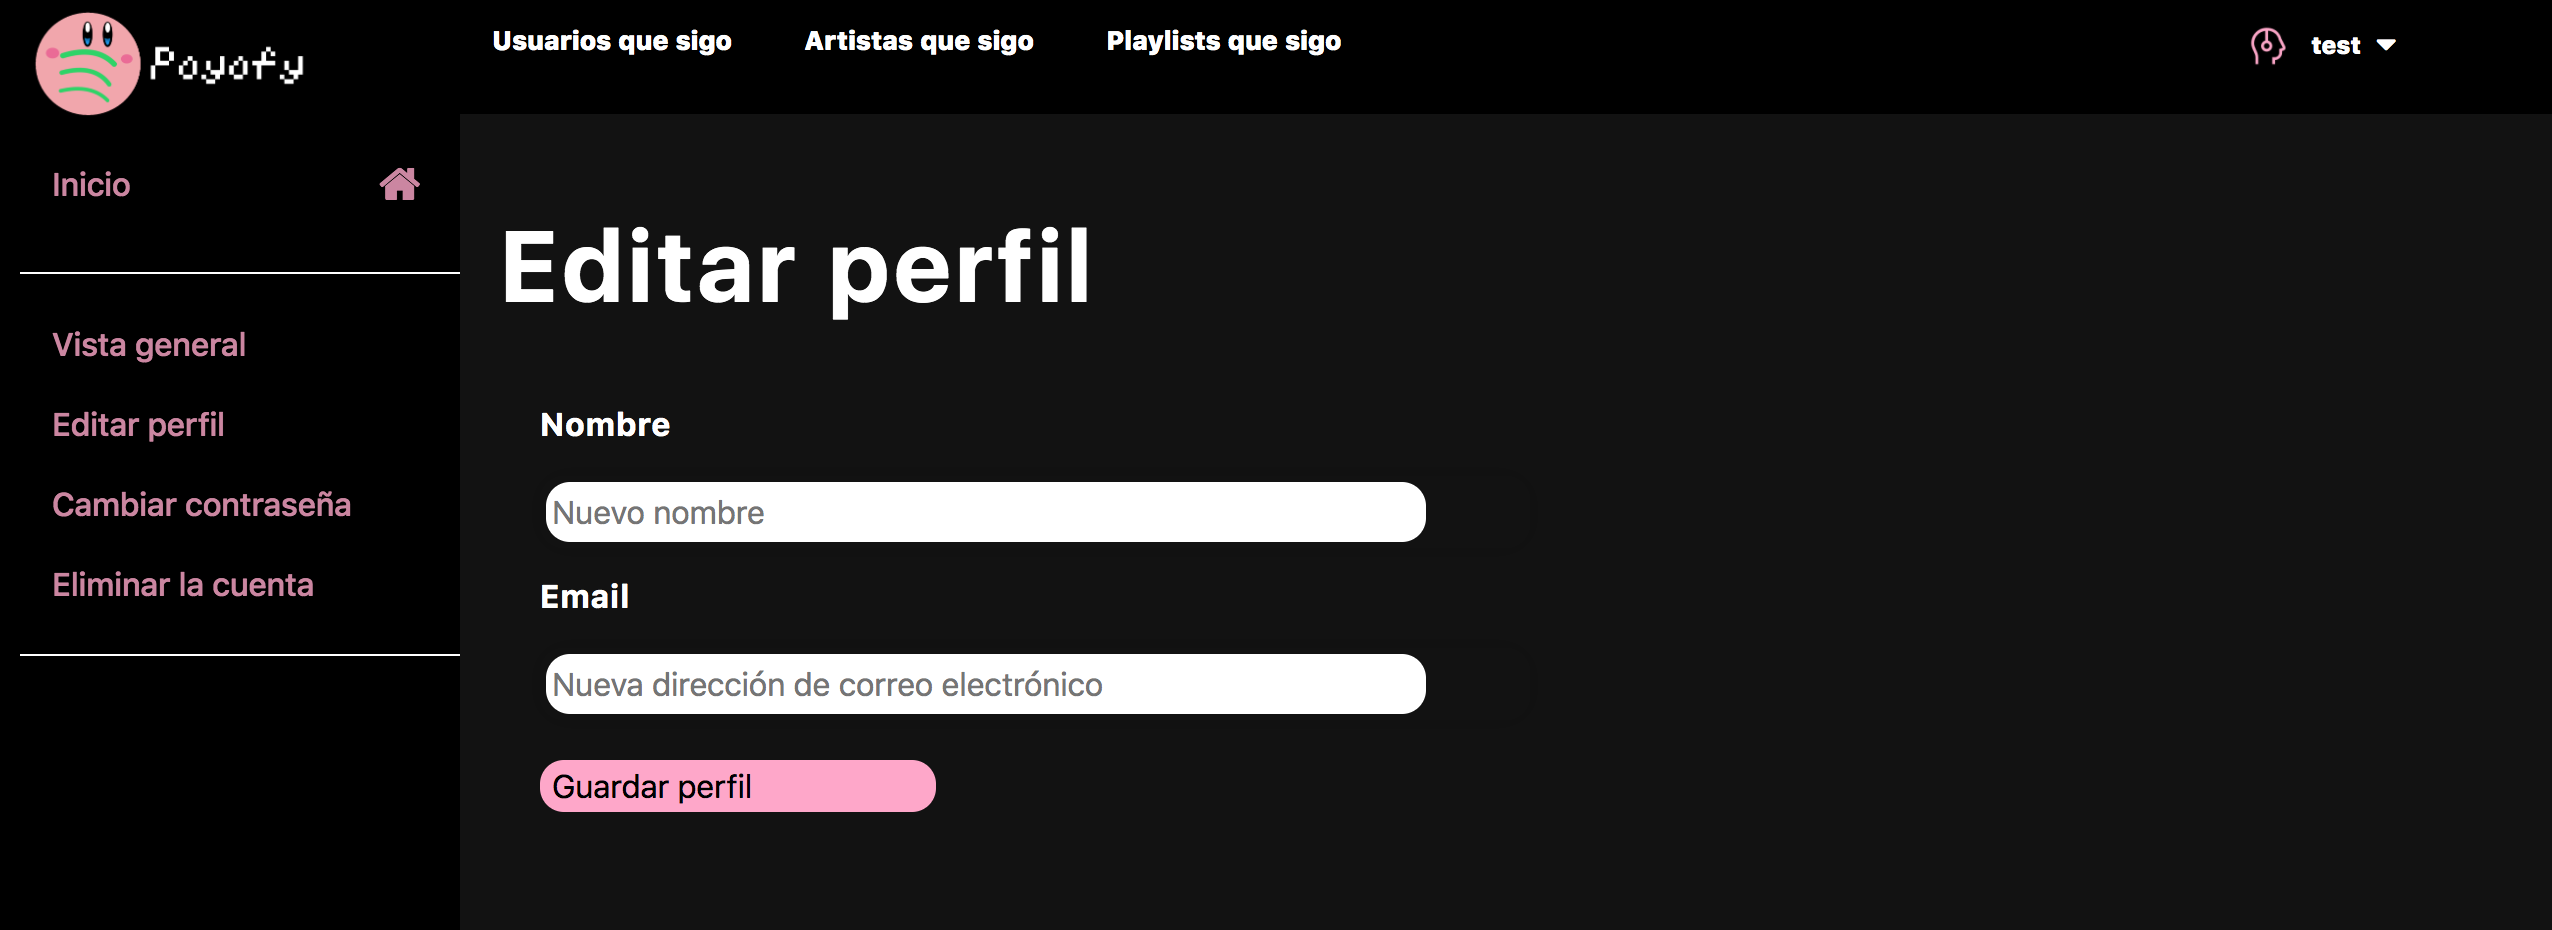 Poyofy
Usuarios que sigo
Artistas que sigo
Playlists que sigo
test
Inicio
Vista general
Editar perfil
Cambiar contraseña
Eliminar la cuenta
Editar perfil
Nombre
Nuevo nombre
Email
Nueva dirección de correo electrónico
Guardar perfil